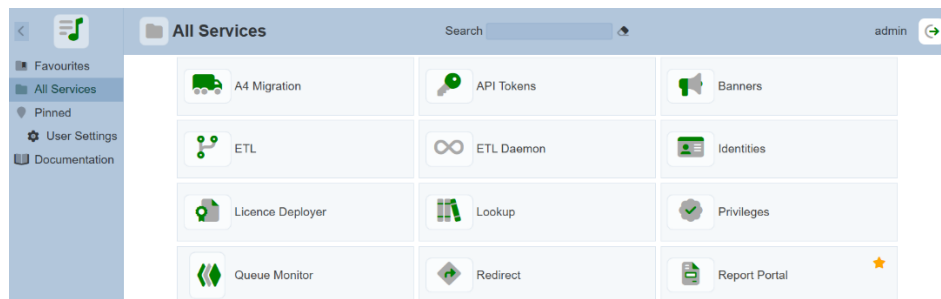 All Services
Search
admin
Favourites
All Services
Pinned
User Settings
Documentation
A4 Migration
API Tokens
Banners
ETL
ETL Daemon
Identities
Licence Deployer
Lookup
Privileges
Queue Monitor
Redirect
Report Portal